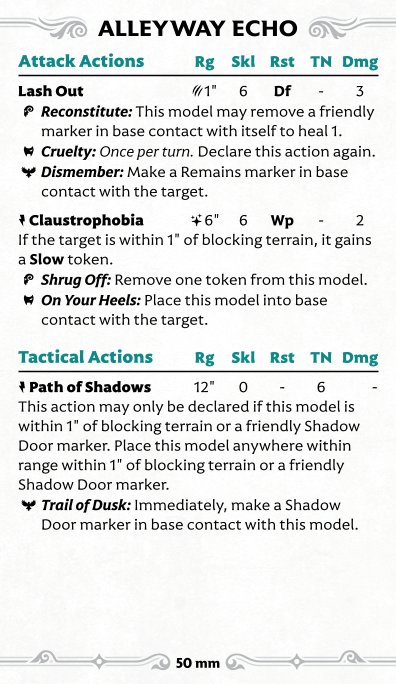 ALLEYWAY ECHO
Attack Actions Rg Skl Rst TN Dmg
Lash Out 1" 6 Df - 3
Reconstitute: This model may remove a friendly
marker in base contact with itself to heal 1.
Cruelty: Once per turn. Declare this action again.
Dismember: Make a Remains marker in base
contact with the target.
Claustrophobia 6" 6 Wp - 2
If the target is within 1" of blocking terrain, it gains
a Slow token.
Shrug Off: Remove one token from this model.
On Your Heels: Place this model into base
contact with the target.
Tactical Actions Rg Skl Rst TN Dmg
Path of Shadows 12" 0 - 6 -
This action may only be declared if this model is
within 1" of blocking terrain or a friendly Shadow
Door marker. Place this model anywhere within
range within 1" of blocking terrain or a friendly
Shadow Door marker.
Trail of Dusk: Immediately, make a Shadow
Door marker in base contact with this model.
50 mm